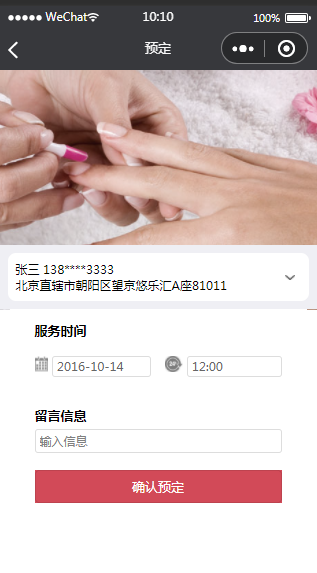 WeChat 10:10 100%
预定
张三 138****3333
北京直辖市朝阳区望京悠乐汇A座81011
服务时间
2016-10-14 12:00
留言信息
输入信息
确认预定